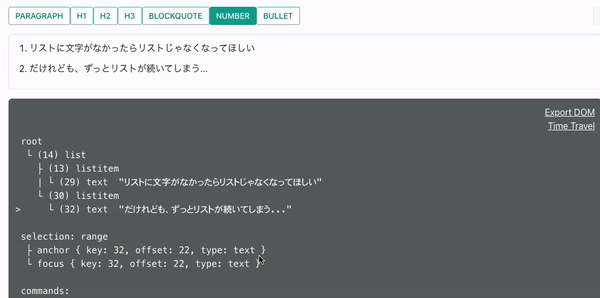 PARAGRAPH H1 H2 H3 BLOCKQUOTE NUMBER BULLET
1. リストに文字がなかったらリストじゃなくなってほしい
2. だけれども、ずっとリストが続いてしまう...
Export DOM
Time Travel
root
└ (14) list
├ (13) listitem
| └ (29) text "リストに文字がなかったらリストじゃなくなってほしい"
└ (30) listitem
> └ (32) text "だけれども、ずっとリストが続いてしまう..."
selection: range
├ anchor { key: 32, offset: 22, type: text }
└ focus { key: 32, offset: 22, type: text }
commands: